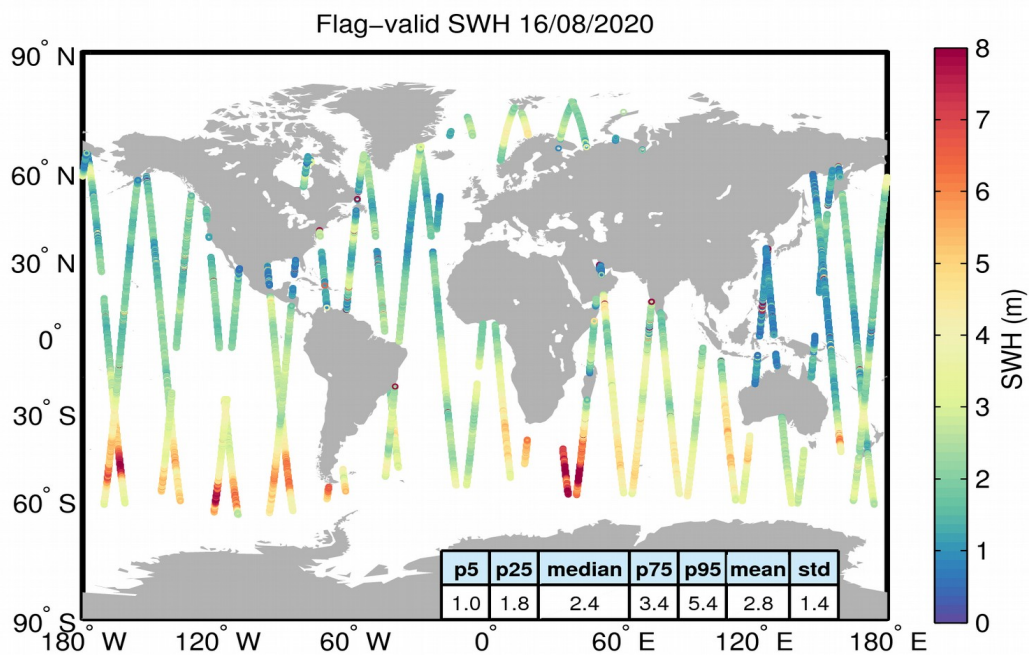 Flag−valid SWH 16/08/2020
90° N
60° N
30° N
0°
30° S
60° S
90° S
180° W
120° W
60° W
0°
60° E
120° E
180° E
p5 p25 median p75 p95 mean std
1.0 1.8 2.4 3.4 5.4 2.8 1.4
8
7
6
5
4
3
2
1
0
SWH (m)